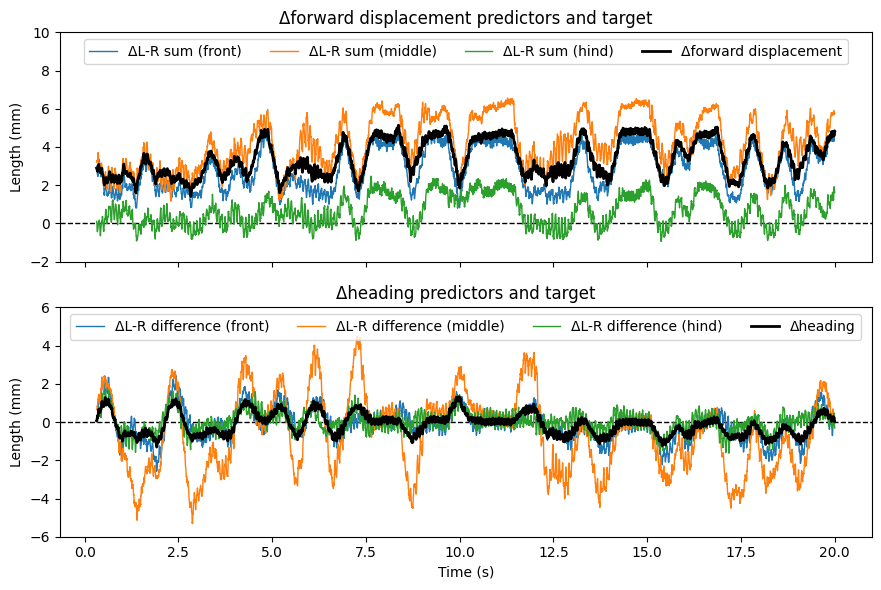 Δforward displacement predictors and target
ΔL-R sum (front) ΔL-R sum (middle) ΔL-R sum (hind) Δforward displacement
Length (mm)
10
8
6
4
2
0
−2
Δheading predictors and target
ΔL-R difference (front) ΔL-R difference (middle) ΔL-R difference (hind) Δheading
Length (mm)
6
4
2
0
−2
−4
−6
0.0 2.5 5.0 7.5 10.0 12.5 15.0 17.5 20.0
Time (s)